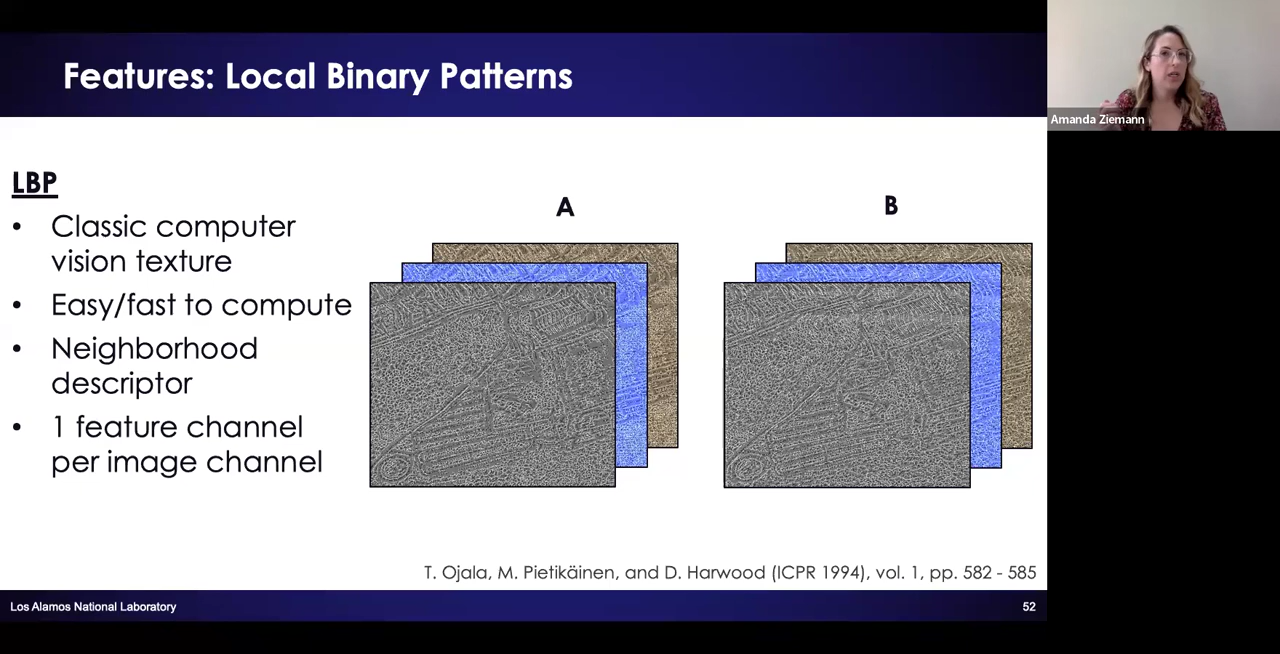 Features: Local Binary Patterns
Amanda Ziemann
LBP
• Classic computer
vision texture
• Easy/fast to compute
• Neighborhood
descriptor
• 1 feature channel
per image channel
A
B
T. Ojala, M. Pietikäinen, and D. Harwood (ICPR 1994), vol. 1, pp. 582 - 585
Los Alamos National Laboratory
52